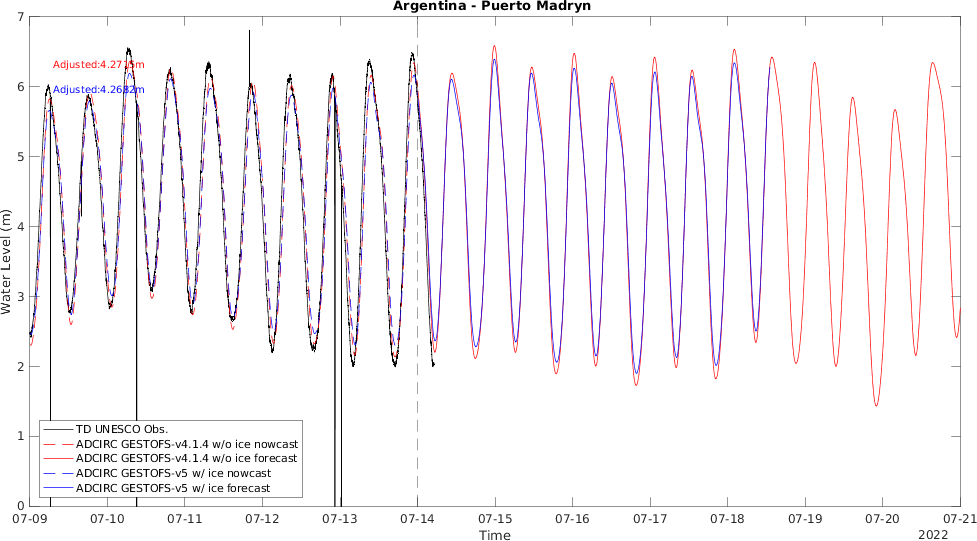 Argentina - Puerto Madryn
7
6
5
4
3
2
1
0
Water Level (m)
Adjusted:4.2715m
Adjusted:4.2682m
TD UNESCO Obs.
ADCIRC GESTOFS-v4.1.4 w/o ice nowcast
ADCIRC GESTOFS-v4.1.4 w/o ice forecast
ADCIRC GESTOFS-v5 w/ ice nowcast
ADCIRC GESTOFS-v5 w/ ice forecast
07-09 07-10 07-11 07-12 07-13 07-14 07-15 07-16 07-17 07-18 07-19 07-20 07-21
Time
2022